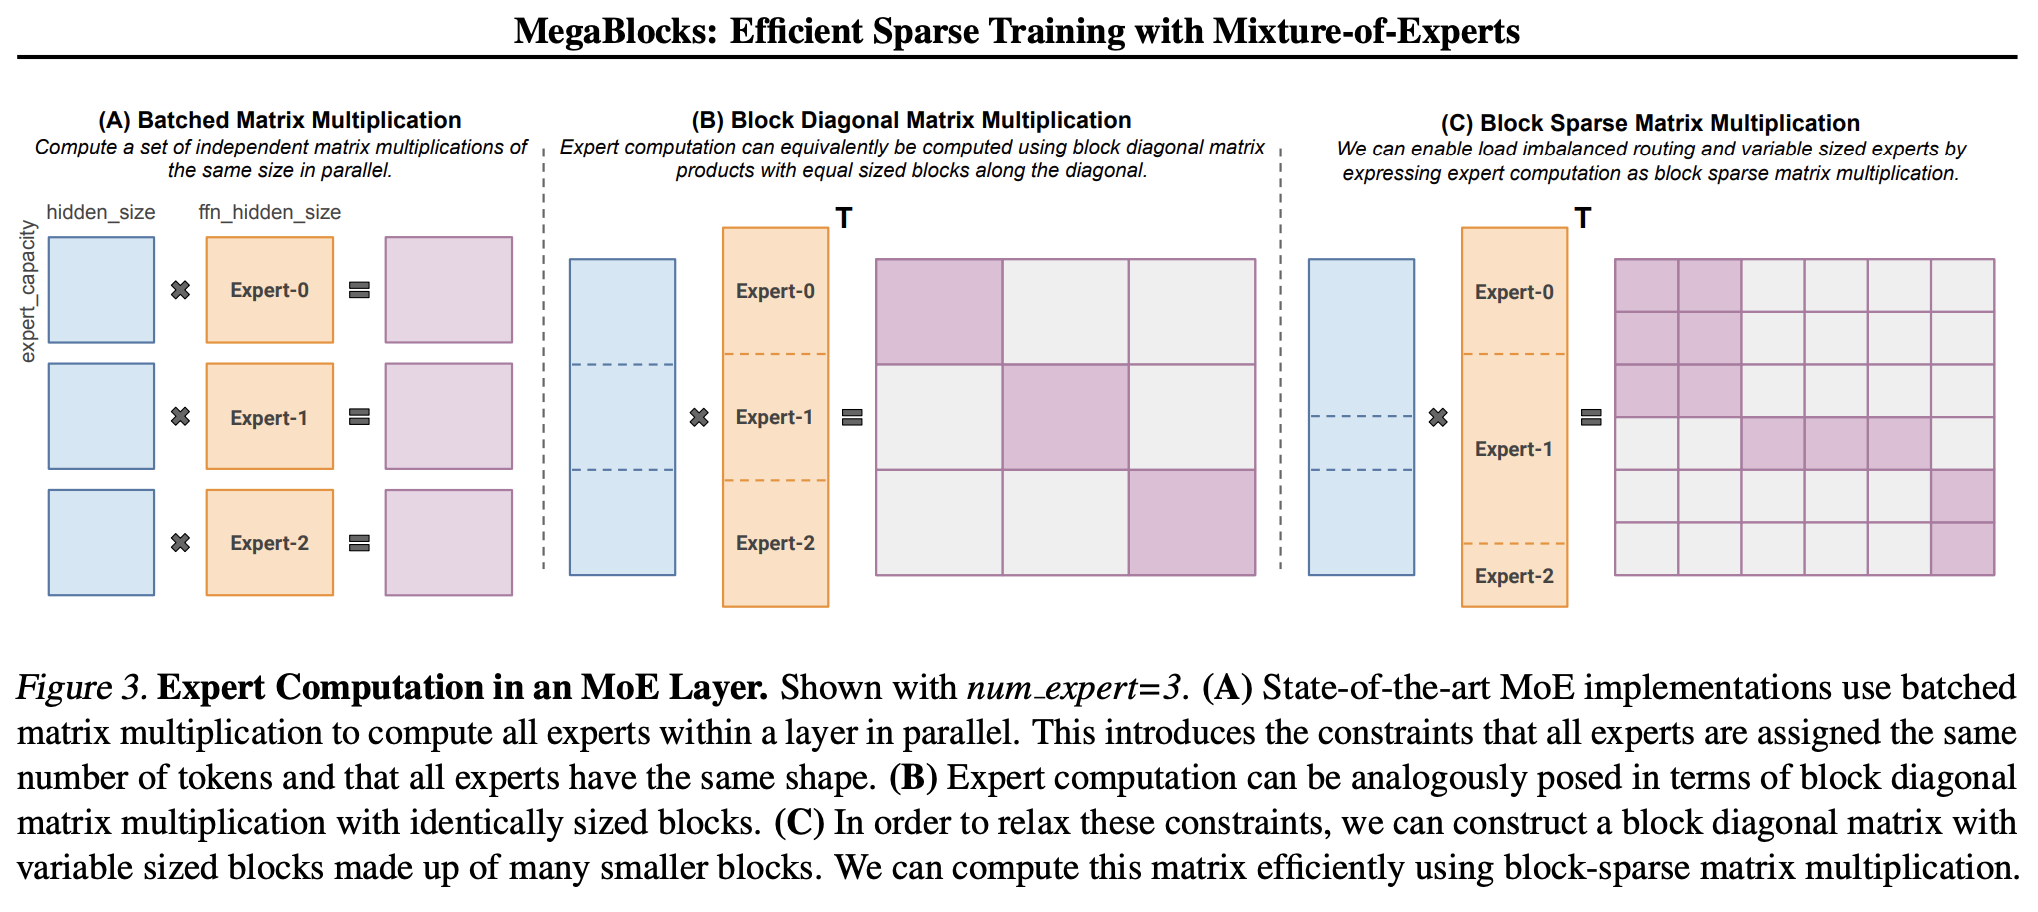 MegaBlocks: Efficient Sparse Training with Mixture-of-Experts
(A) Batched Matrix Multiplication
Compute a set of independent matrix multiplications of
the same size in parallel.
hidden_size
ffn_hidden_size
expert_capacity
Expert-0
Expert-1
Expert-2
(B) Block Diagonal Matrix Multiplication
Expert computation can equivalently be computed using block diagonal matrix
products with equal sized blocks along the diagonal.
T
Expert-0
Expert-1
Expert-2
(C) Block Sparse Matrix Multiplication
We can enable load imbalanced routing and variable sized experts by
expressing expert computation as block sparse matrix multiplication.
T
Expert-0
Expert-1
Expert-2
Figure 3. Expert Computation in an MoE Layer. Shown with num_expert=3. (A) State-of-the-art MoE implementations use batched
matrix multiplication to compute all experts within a layer in parallel. This introduces the constraints that all experts are assigned the same
number of tokens and that all experts have the same shape. (B) Expert computation can be analogously posed in terms of block diagonal
matrix multiplication with identically sized blocks. (C) In order to relax these constraints, we can construct a block diagonal matrix with
variable sized blocks made up of many smaller blocks. We can compute this matrix efficiently using block-sparse matrix multiplication.